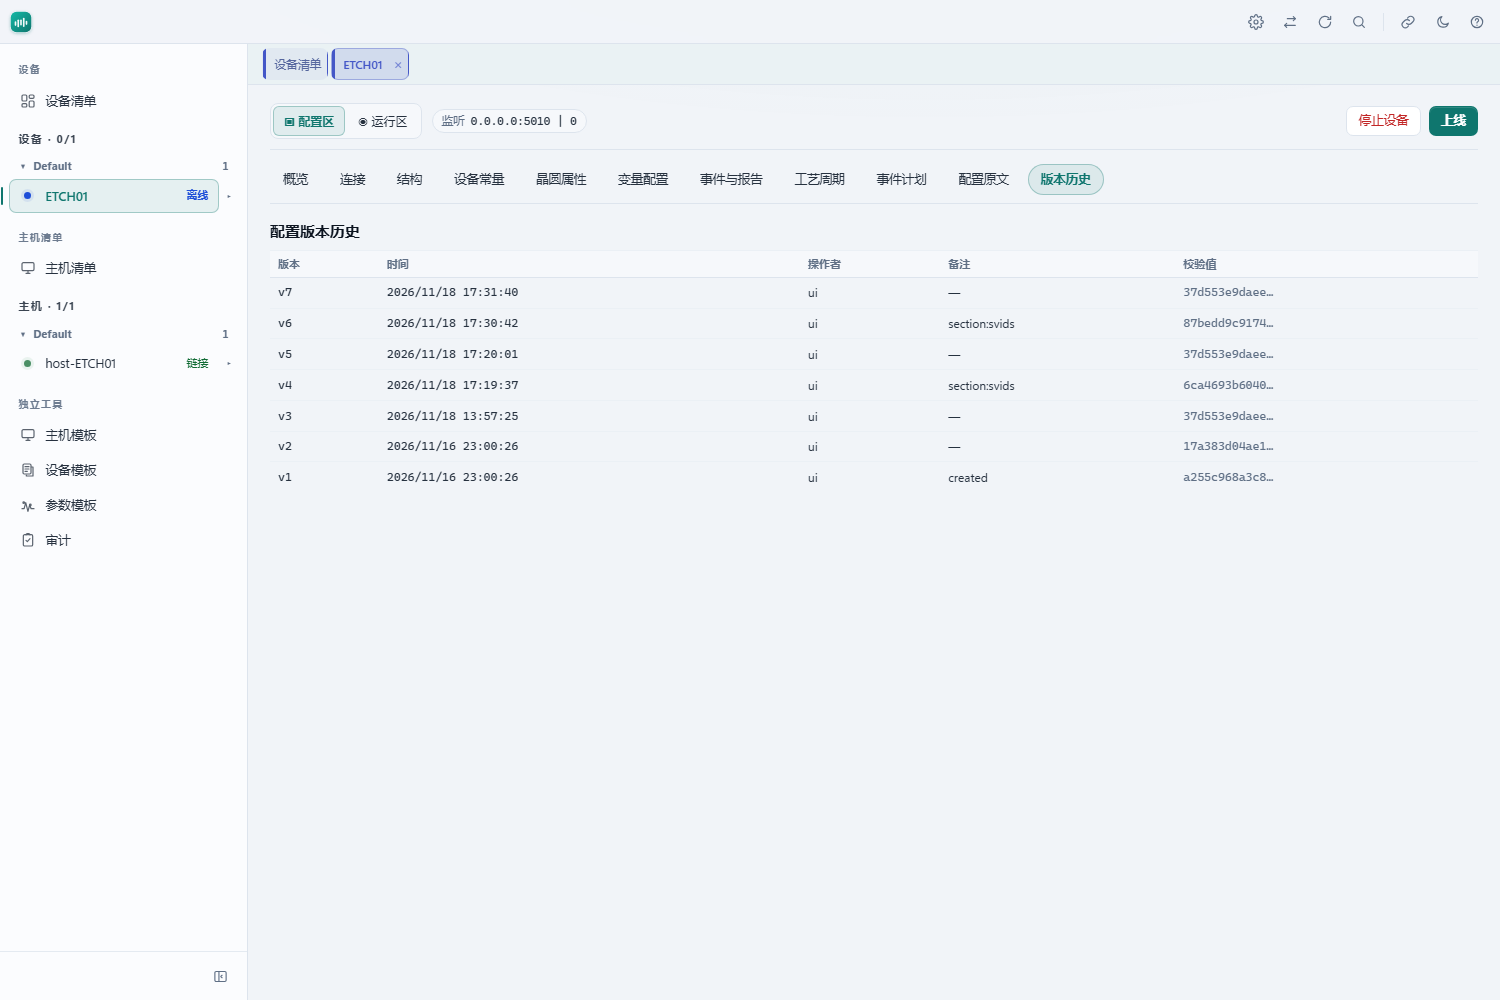 设备
设备清单
设备 · 0/1
Default 1
ETCH01 离线
主机清单
主机清单
主机 · 1/1
Default 1
host-ETCH01 链接
独立工具
主机模板
设备模板
参数模板
审计
设备清单 ETCH01 ×
配置区 运行区 监听 0.0.0.0:5010 | 0 停止设备 上线
概览 连接 结构 设备常量 晶圆属性 变量配置 事件与报告 工艺周期 事件计划 配置原文 版本历史
配置版本历史
版本 时间 操作者 备注 校验值
v7 2026/11/18 17:31:40 ui — 37d553e9daee…
v6 2026/11/18 17:30:42 ui section:svids 87bedd9c9174…
v5 2026/11/18 17:20:01 ui — 37d553e9daee…
v4 2026/11/18 17:19:37 ui section:svids 6ca4693b6040…
v3 2026/11/18 13:57:25 ui — 37d553e9daee…
v2 2026/11/16 23:00:26 ui — 17a383d04ae1…
v1 2026/11/16 23:00:26 ui created a255c968a3c8…